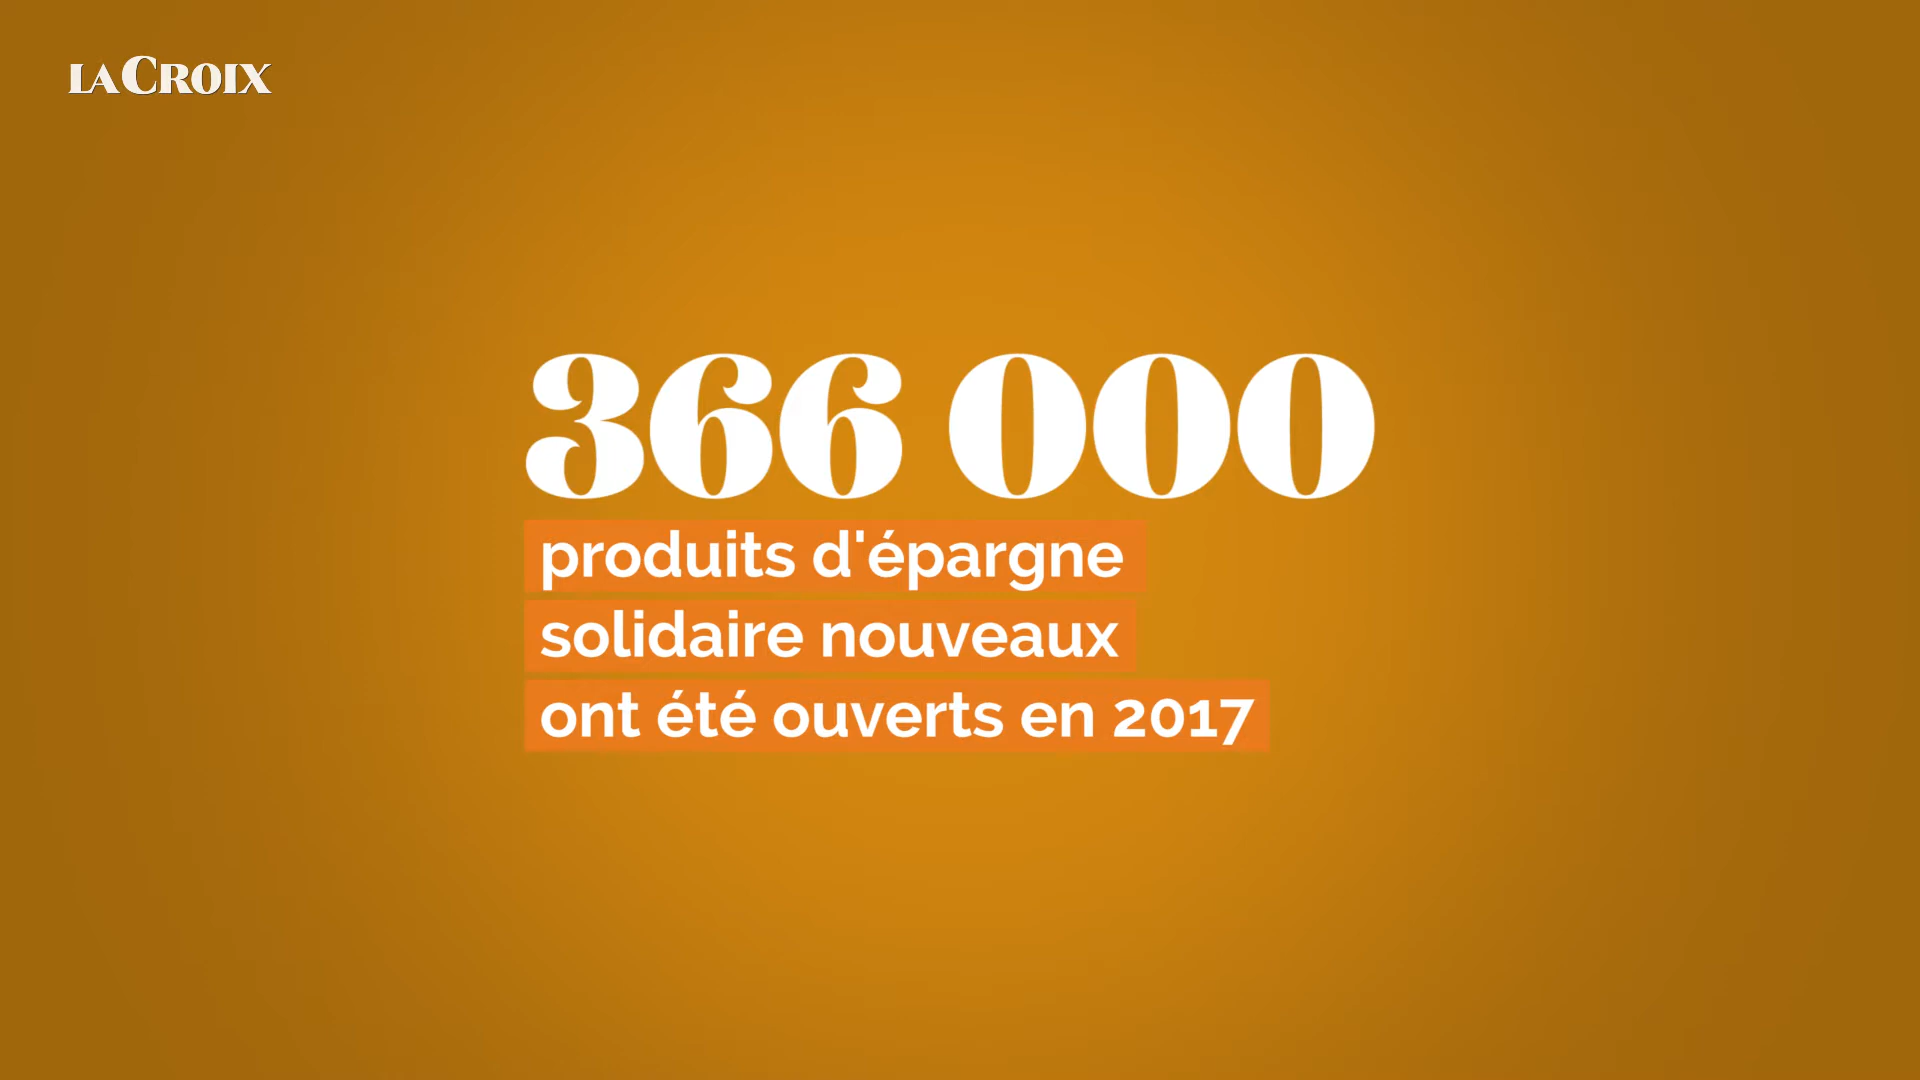 LA CROIX
366 000
produits d'épargne
solidaire nouveaux
ont été ouverts en 2017